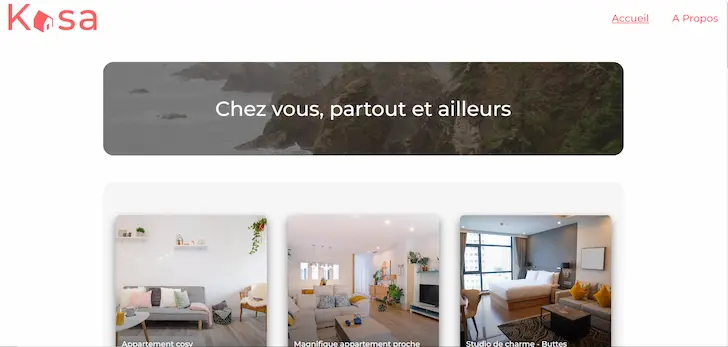 Kasa
Accueil
A Propos
Chez vous, partout et ailleurs
Appartement cosy
Magnifique appartement proche
Studio de charme - Buttes